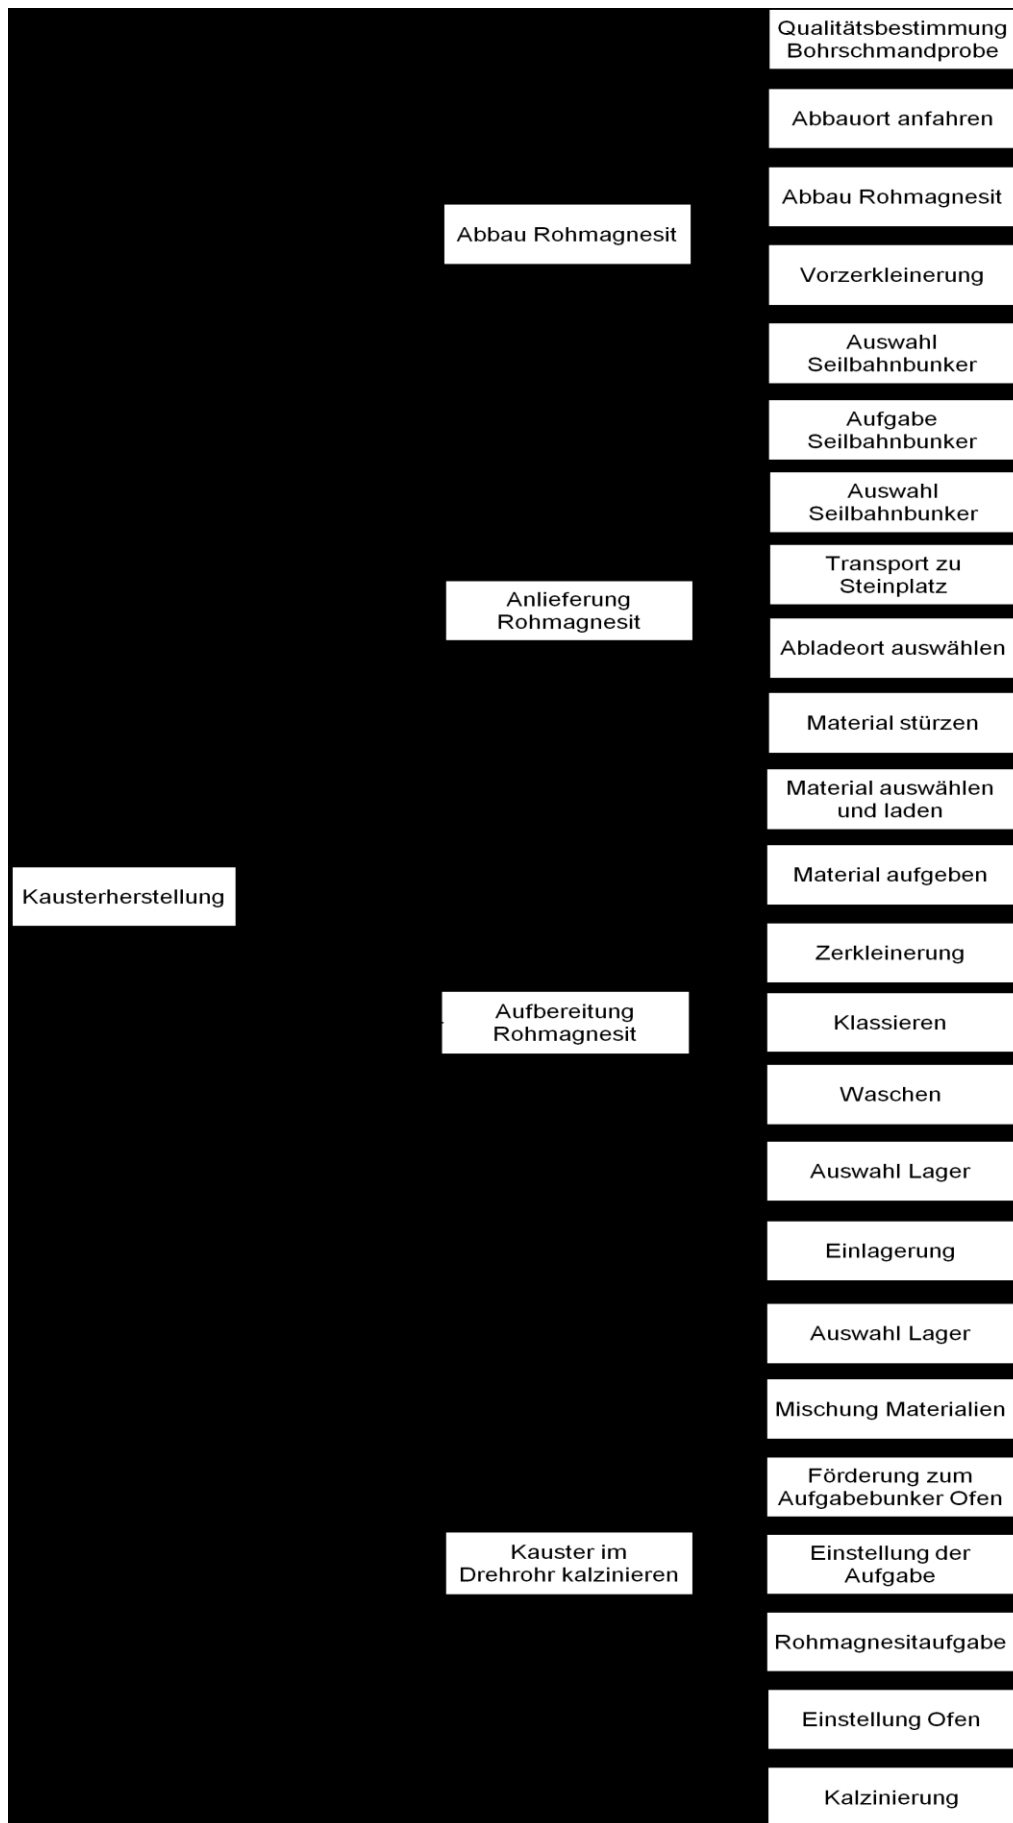 Kausterherstellung
Abbau Rohmagnesit
Qualitätsbestimmung
Bohrschmandprobe
Abbauort anfahren
Abbau Rohmagnesit
Vorzerkleinerung
Auswahl
Seilbahnbunker
Aufgabe
Seilbahnbunker
Anlieferung
Rohmagnesit
Auswahl
Seilbahnbunker
Transport zu
Steinplatz
Abladeort auswählen
Material stürzen
Aufbereitung
Rohmagnesit
Material auswählen
und laden
Material aufgeben
Zerkleinerung
Klassieren
Waschen
Auswahl Lager
Einlagerung
Kauster im
Drehrohr kalzinieren
Auswahl Lager
Mischung Materialien
Förderung zum
Aufgabebunker Ofen
Einstellung der
Aufgabe
Rohmagnesitaufgabe
Einstellung Ofen
Kalzinierung